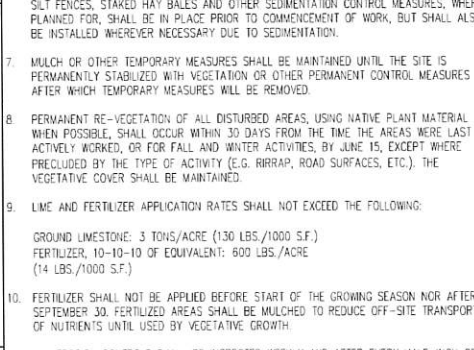 SILT FENCES, STAKED HAY BALES AND OTHER SEDIMENTATION CONTROL MEASURES, WHEN
PLANNED FOR, SHALL BE IN PLACE PRIOR TO COMMENCEMENT OF WORK, BUT SHALL ALS
BE INSTALLED WHEREVER NECESSARY DUE TO SEDIMENTATION.
7. MULCH OR OTHER TEMPORARY MEASURES SHALL BE MAINTAINED UNTIL THE SITE IS
PERMANENTLY STABILIZED WITH VEGETATION OR OTHER PERMANENT CONTROL MEASURES
AFTER WHICH TEMPORARY MEASURES WILL BE REMOVED.
8. PERMANENT RE-VEGETATION OF ALL DISTURBED AREAS, USING NATIVE PLANT MATERIAL
WHEN POSSIBLE, SHALL OCCUR WITHIN 30 DAYS FROM THE TIME THE AREAS WERE LAST
ACTIVELY WORKED, OR FOR FALL AND WINTER ACTIVITIES, BY JUNE 15, EXCEPT WHERE
PRECLUDED BY THE TYPE OF ACTIVITY (E.G. RIRRAP, ROAD SURFACES, ETC.). THE
VEGETATIVE COVER SHALL BE MAINTAINED.
9. LIME AND FERTILIZER APPLICATION RATES SHALL NOT EXCEED THE FOLLOWING:
GROUND LIMESTONE: 3 TONS/ACRE (130 LBS./1000 S.F.)
FERTILIZER, 10-10-10 OF EQUIVALENT: 600 LBS./ACRE
(14 LBS./1000 S.F.)
10. FERTILIZER SHALL NOT BE APPLIED BEFORE START OF THE GROWING SEASON NOR AFTER
SEPTEMBER 30. FERTILIZED AREAS SHALL BE MULCHED TO REDUCE OFF-SITE TRANSPOR
OF NUTRIENTS UNTIL USED BY VEGETATIVE GROWTH.